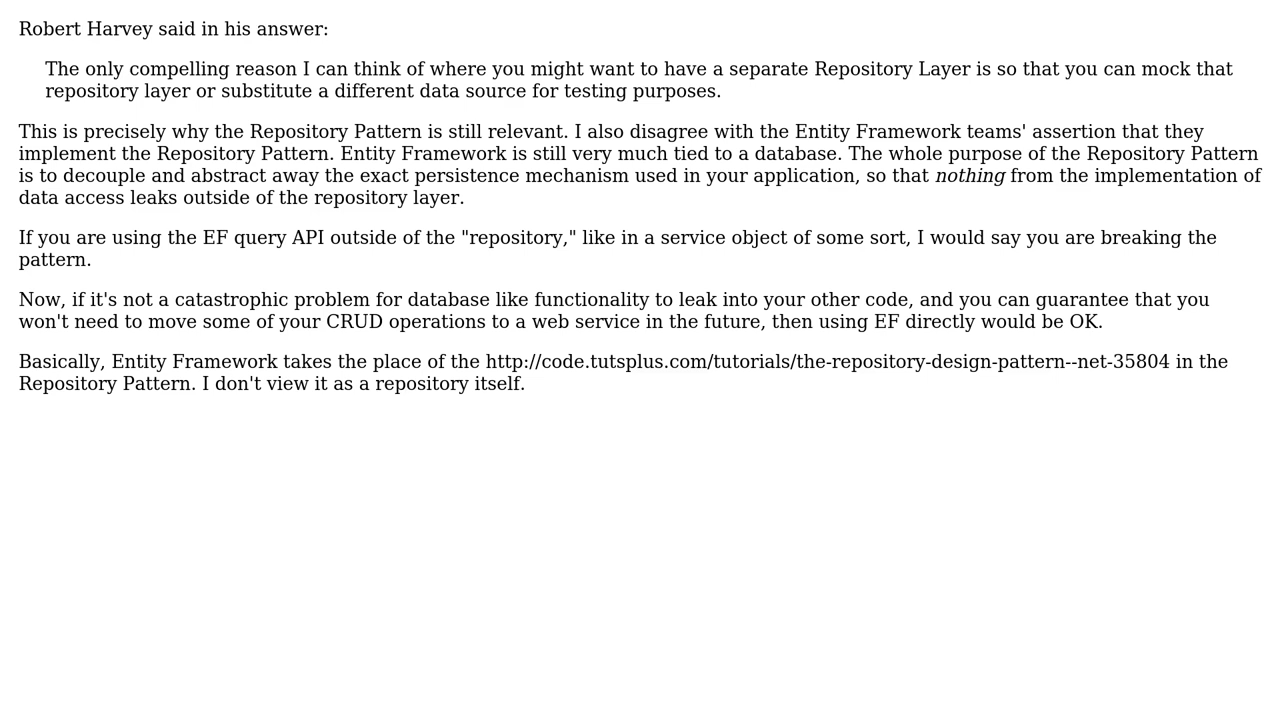 Robert Harvey said in his answer:
The only compelling reason I can think of where you might want to have a separate Repository Layer is so that you can mock that
repository layer or substitute a different data source for testing purposes.
This is precisely why the Repository Pattern is still relevant. I also disagree with the Entity Framework teams' assertion that they
implement the Repository Pattern. Entity Framework is still very much tied to a database. The whole purpose of the Repository Pattern
is to decouple and abstract away the exact persistence mechanism used in your application, so that nothing from the implementation of
data access leaks outside of the repository layer.
If you are using the EF query API outside of the "repository," like in a service object of some sort, I would say you are breaking the
pattern.
Now, if it's not a catastrophic problem for database like functionality to leak into your other code, and you can guarantee that you
won't need to move some of your CRUD operations to a web service in the future, then using EF directly would be OK.
Basically, Entity Framework takes the place of the http://code.tutsplus.com/tutorials/the-repository-design-pattern--net-35804 in the
Repository Pattern. I don't view it as a repository itself.